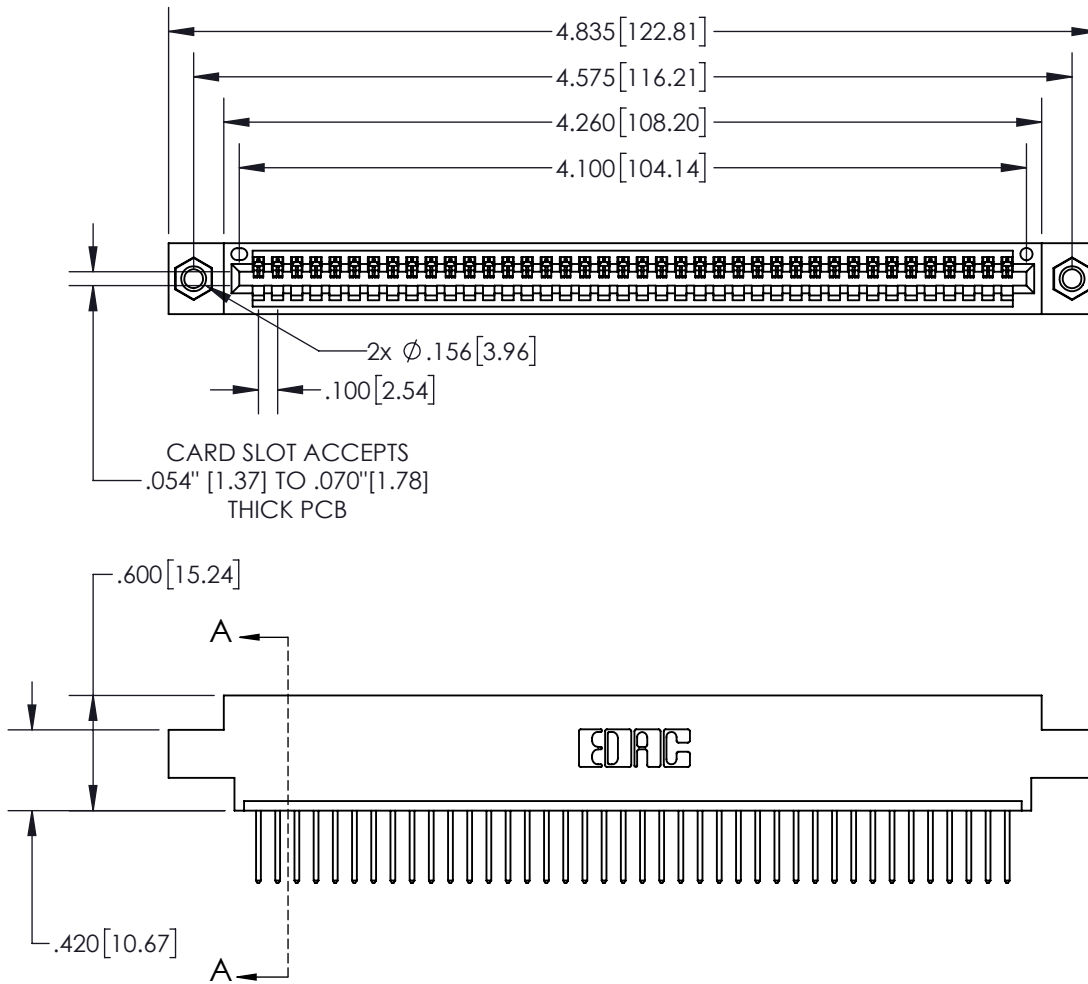 4.835[122.81]
4.575[116.21]
4.260[108.20]
4.100[104.14]
2x Ø.156[3.96]
.100[2.54]
CARD SLOT ACCEPTS
.054" [1.37] TO .070"[1.78]
THICK PCB
.600[15.24]
A
EDAC
.420[10.67]
A